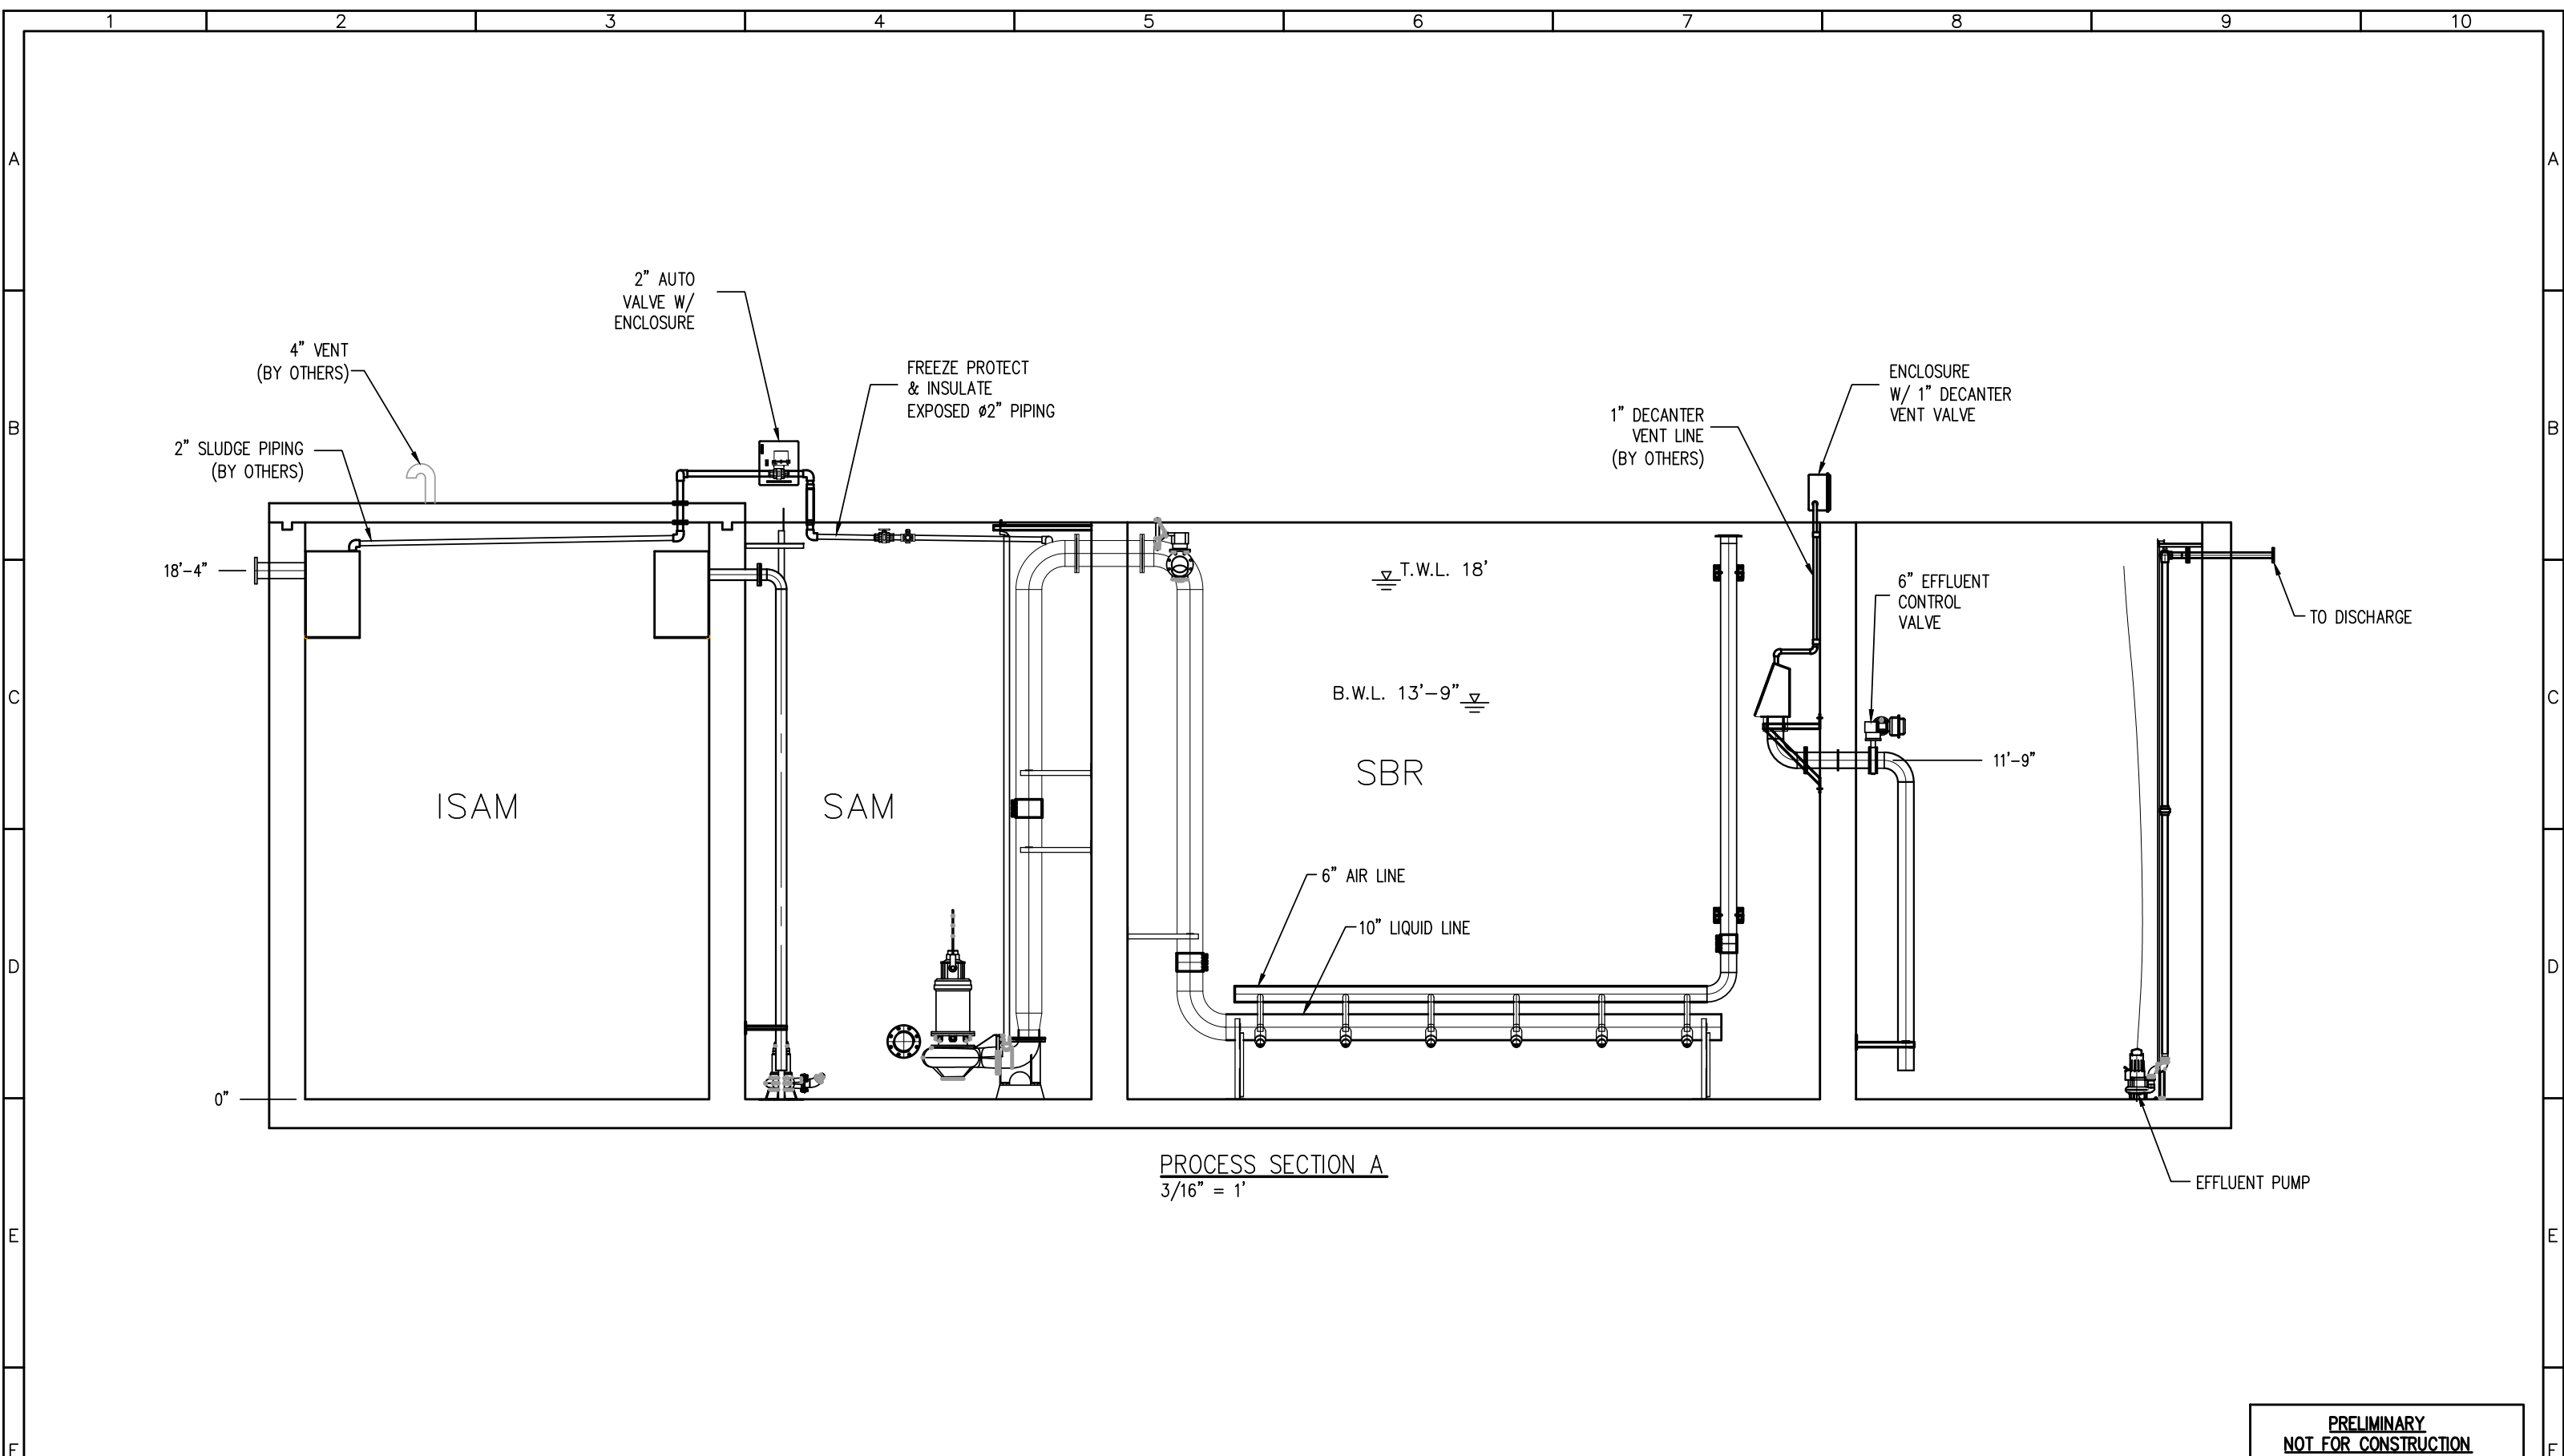 1 2 3 4 5 6 7 8 9 10
A
A
2” AUTO
VALVE W/
ENCLOSURE
4” VENT
(BY OTHERS)
FREEZE PROTECT
& INSULATE
EXPOSED ø2” PIPING
ENCLOSURE
W/ 1” DECANTER
VENT VALVE
1” DECANTER
VENT LINE
(BY OTHERS)
B
B
2” SLUDGE PIPING
(BY OTHERS)
18'-4”
T.W.L. 18'
6” EFFLUENT
CONTROL
VALVE
TO DISCHARGE
C
C
B.W.L. 13'-9”
11'-9”
ISAM
SAM
SBR
6” AIR LINE
10” LIQUID LINE
D
D
0”
PROCESS SECTION A
3/16” = 1'
EFFLUENT PUMP
E
E
PRELIMINARY
NOT FOR CONSTRUCTION
F
F